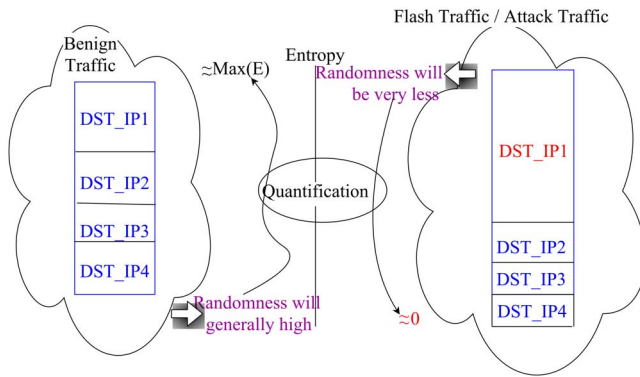 Flash Traffic / Attack Traffic
Benign
Traffic
Entropy
≈Max(E)
Randomness will
be very less
DST_IP1
DST_IP2
DST_IP3
DST_IP4
Quantification
DST_IP1
DST_IP2
DST_IP3
DST_IP4
Randomness will
generally high
≈0